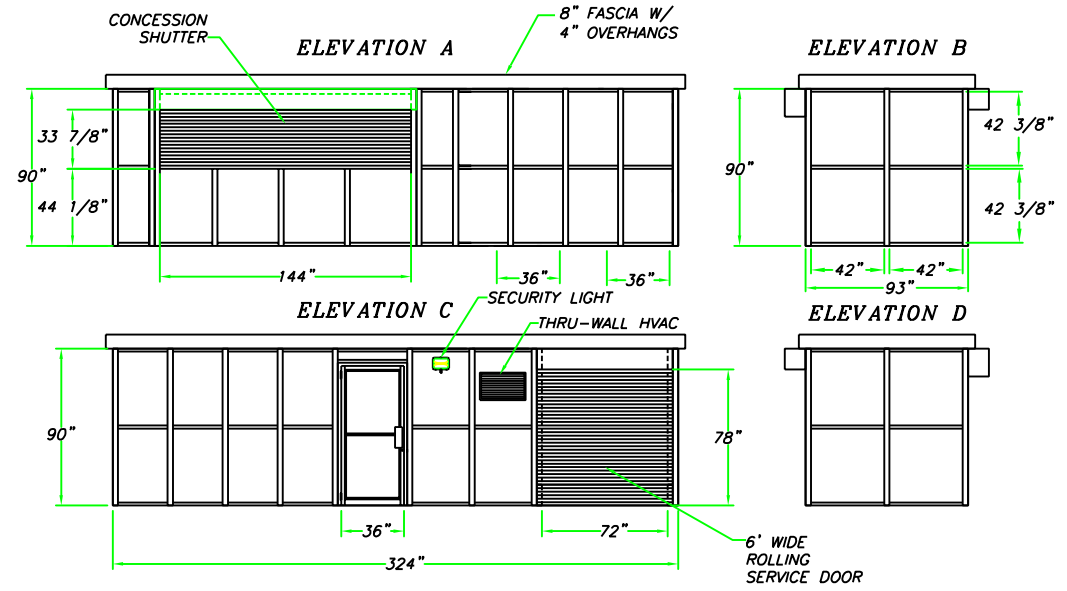 CONCESSION
SHUTTER
ELEVATION A
8" FASCIA W/
4" OVERHANGS
ELEVATION B
33 7/8"
90"
44 1/8"
144"
36"
36"
90"
42 3/8"
42 3/8"
42"
42"
93"
ELEVATION C
SECURITY LIGHT
THRU-WALL HVAC
ELEVATION D
90"
78"
36"
72"
324"
6' WIDE
ROLLING
SERVICE DOOR